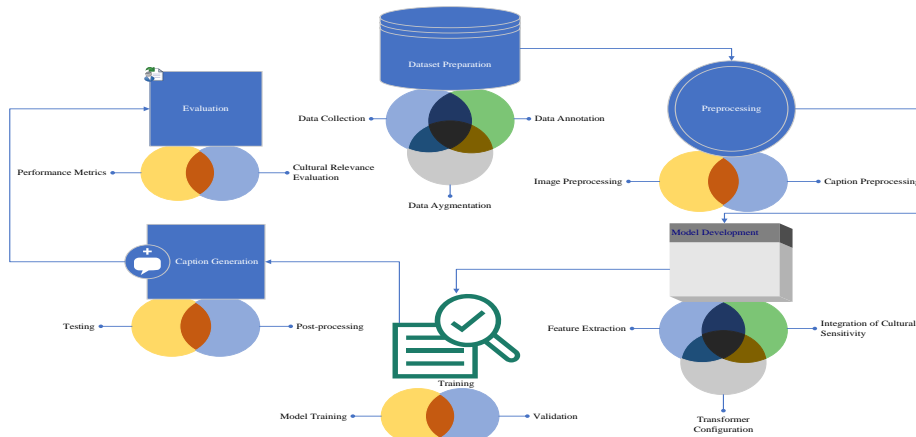 Dataset Preparation
Data Collection
Data Annotation
Data Aygmentation
Preprocessing
Image Preprocessing
Caption Preprocessing
Model Development
Feature Extraction
Integration of Cultural
Sensitivity
Transformer
Configuration
Training
Model Training
Validation
Caption Generation
Testing
Post-processing
Evaluation
Performance Metrics
Cultural Relevance
Evaluation